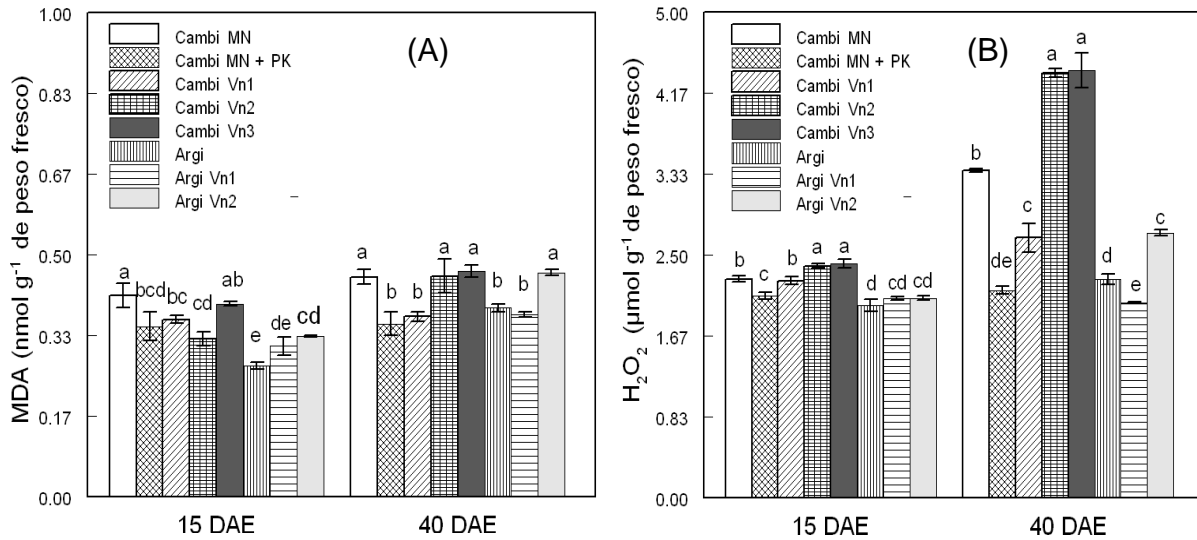 (A)
MDA (nmol g⁻¹ de peso fresco)
1.00
0.83
0.67
0.50
0.33
0.17
0.00
Cambi MN
Cambi MN + PK
Cambi Vn1
Cambi Vn2
Cambi Vn3
Argi
Argi Vn1
Argi Vn2
a bcd bc cd ab e de cd
a b b a a b b a
15 DAE 40 DAE
(B)
H₂O₂ (µmol g⁻¹ de peso fresco)
5.00
4.17
3.33
2.50
1.67
0.83
0.00
Cambi MN
Cambi MN + PK
Cambi Vn1
Cambi Vn2
Cambi Vn3
Argi
Argi Vn1
Argi Vn2
b c b a a d cd cd
b de c a a d e c
15 DAE 40 DAE